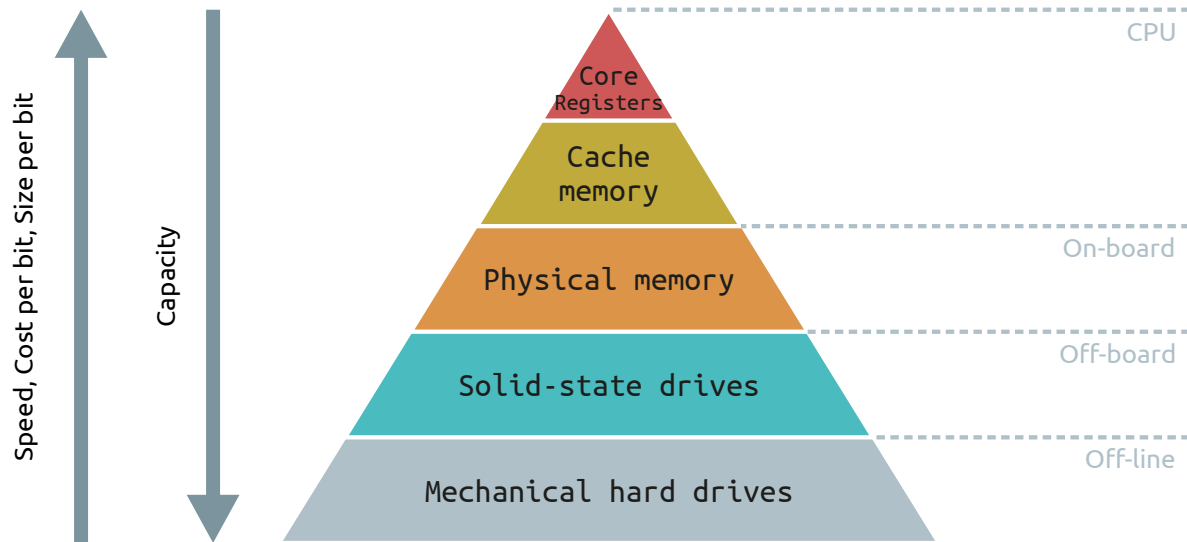 Speed, Cost per bit, Size per bit
Capacity
Core
Registers
Cache
memory
Physical memory
Solid-state drives
Mechanical hard drives
CPU
On-board
Off-board
Off-line